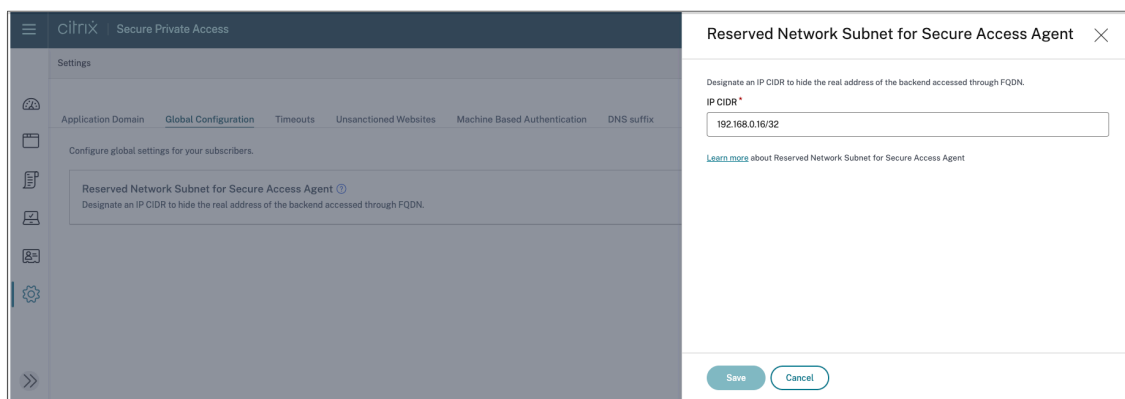 citrix | Secure Private Access
Settings
Application Domain Global Configuration Timeouts Unsanctioned Websites Machine Based Authentication DNS suffix
Configure global settings for your subscribers.
Reserved Network Subnet for Secure Access Agent ?
Designate an IP CIDR to hide the real address of the backend accessed through FQDN.
Reserved Network Subnet for Secure Access Agent
Designate an IP CIDR to hide the real address of the backend accessed through FQDN.
IP CIDR *
192.168.0.16/32
Learn more about Reserved Network Subnet for Secure Access Agent
Save Cancel